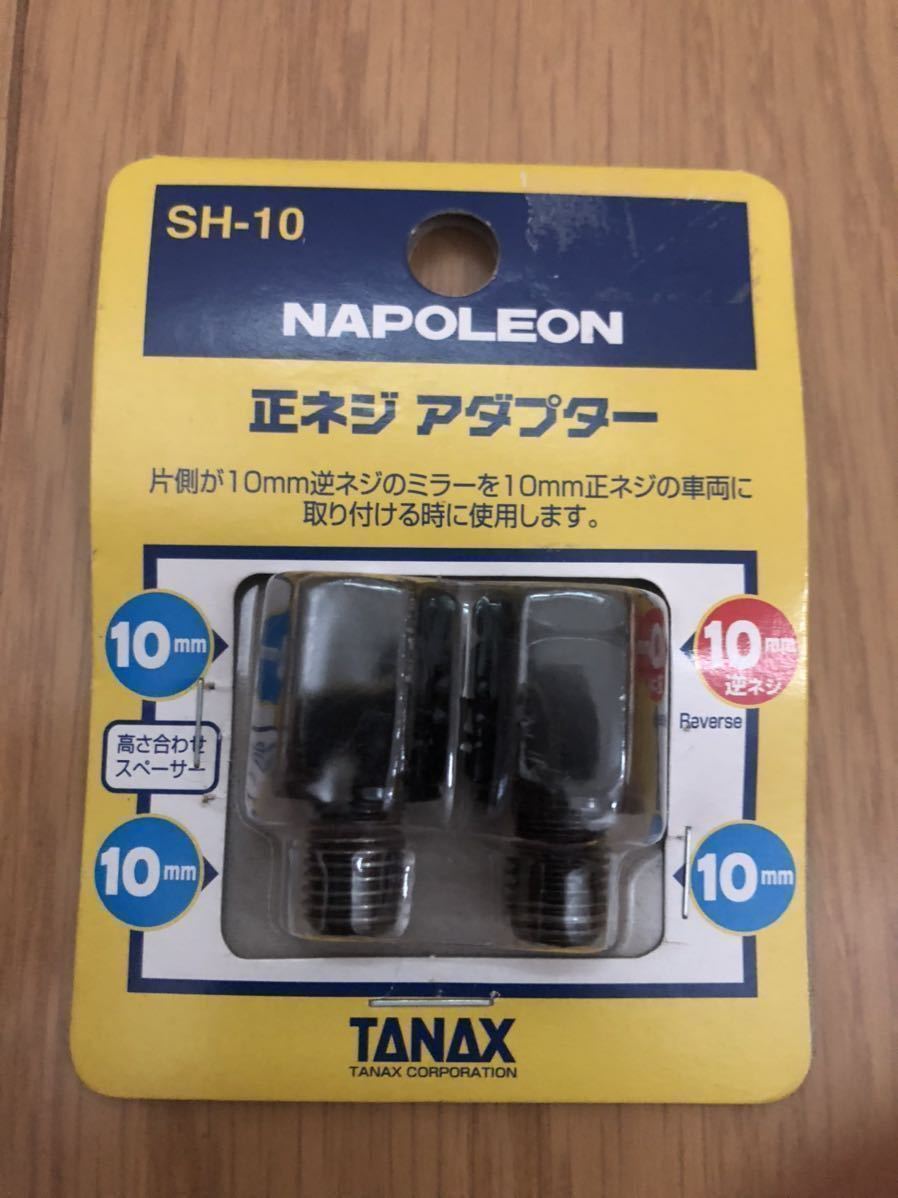 SH-10
NAPOLEON
正ネジ アダプター
片側が10mm逆ネジのミラーを10mm正ネジの車両に
取り付ける時に使用します。
10mm
10mm
逆ネジ
Reverse
高さ合わせ
スペーサー
10mm
10mm
TANAX
TANAX CORPORATION